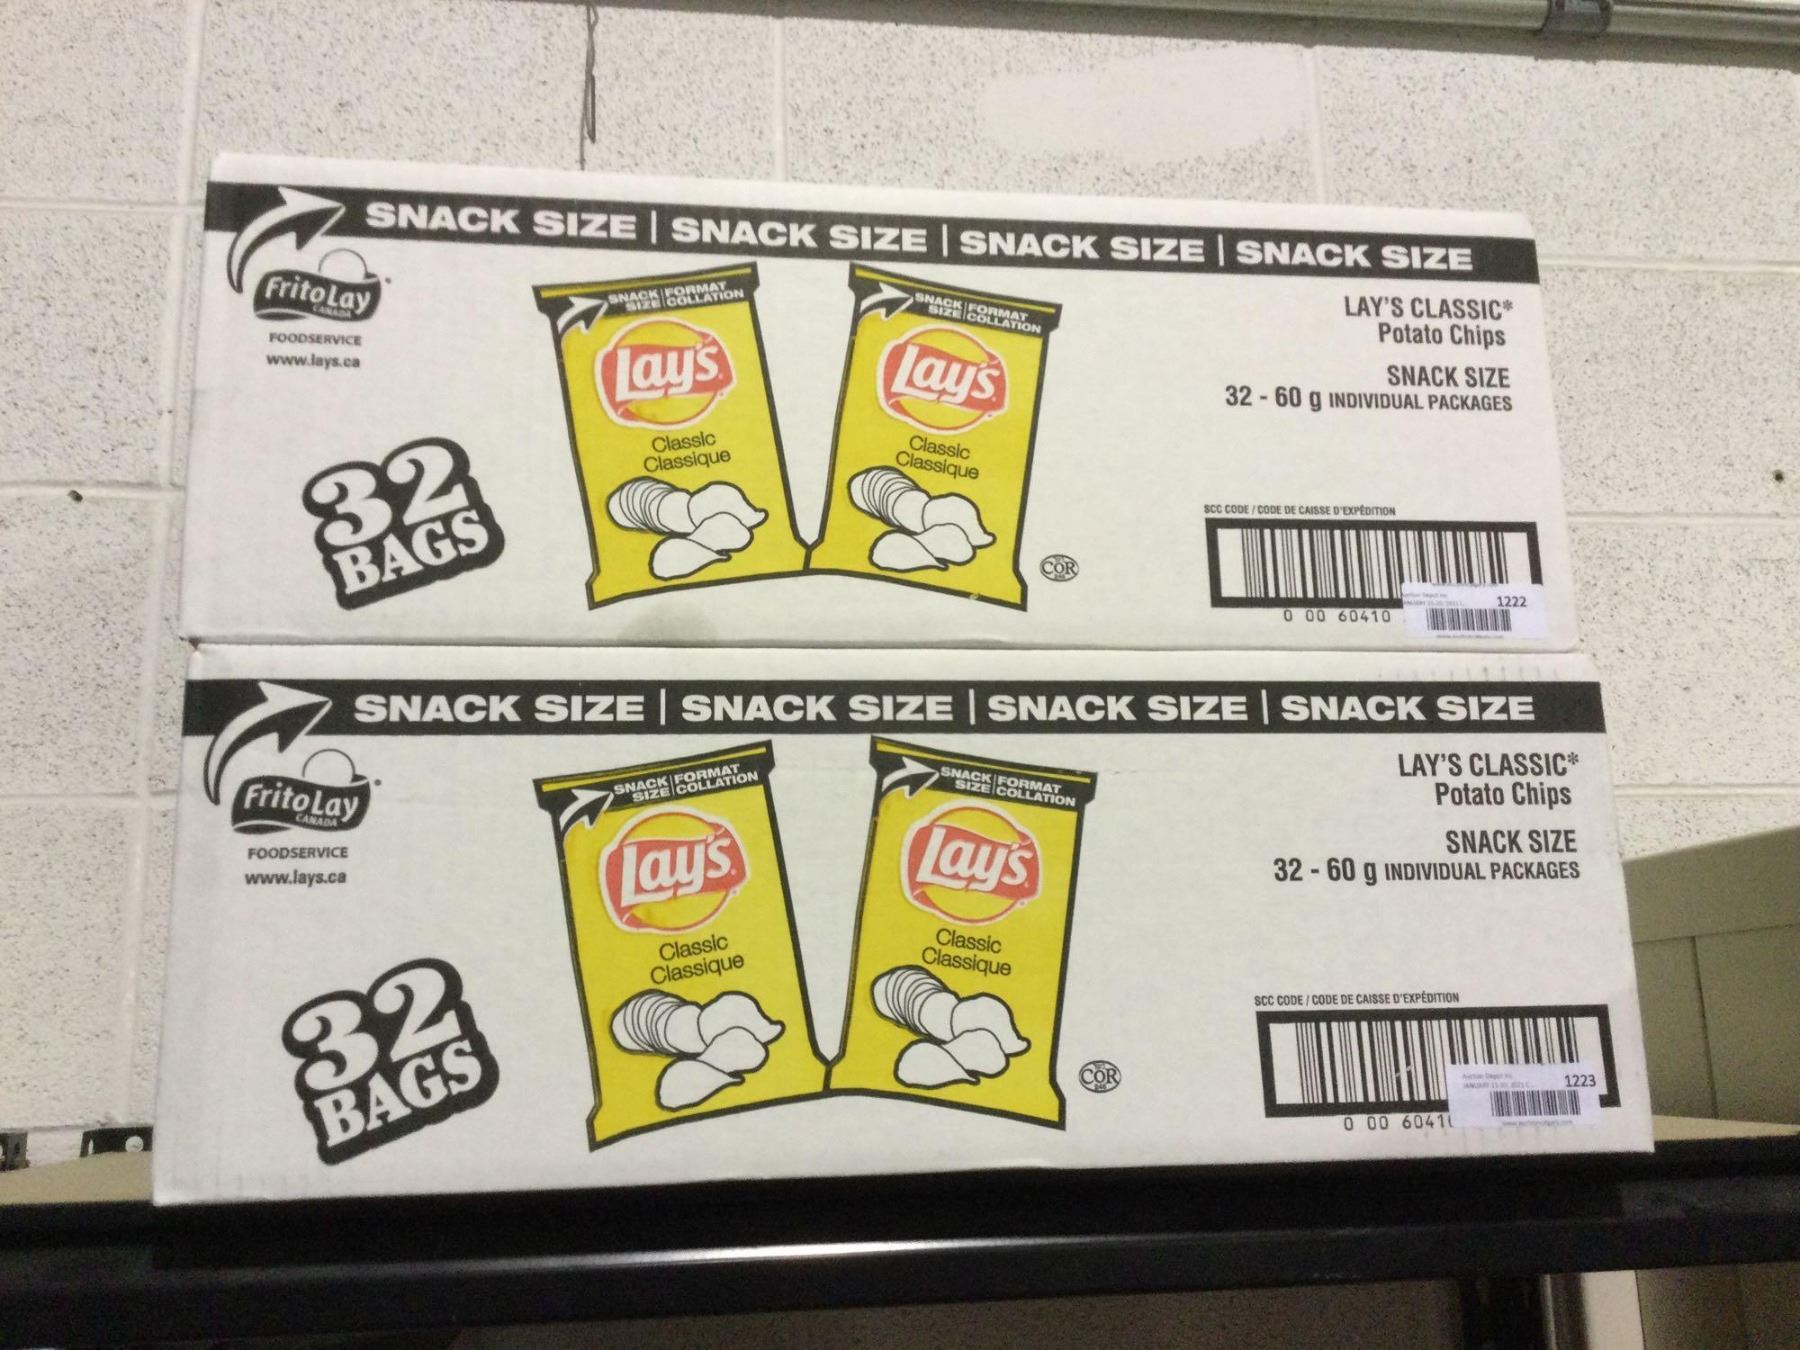 SNACK SIZE | SNACK SIZE | SNACK SIZE | SNACK SIZE
FritoLay
CANADA
FOODSERVICE
www.lays.ca
32
BAGS
SNACK SIZE | FORMAT COLLATION
Lay's
Classic
Classique
SNACK SIZE | FORMAT COLLATION
Lay's
Classic
Classique
COR
LAY'S CLASSIC*
Potato Chips
SNACK SIZE
32 - 60 g INDIVIDUAL PACKAGES
SCC CODE / CODE DE CAISSE D'EXPÉDITION
0 00 60410
1222
SNACK SIZE | SNACK SIZE | SNACK SIZE | SNACK SIZE
FritoLay
CANADA
FOODSERVICE
www.lays.ca
32
BAGS
SNACK SIZE | FORMAT COLLATION
Lay's
Classic
Classique
SNACK SIZE | FORMAT COLLATION
Lay's
Classic
Classique
COR
LAY'S CLASSIC*
Potato Chips
SNACK SIZE
32 - 60 g INDIVIDUAL PACKAGES
SCC CODE / CODE DE CAISSE D'EXPÉDITION
0 00 6041
Auction Depot Inc
1223